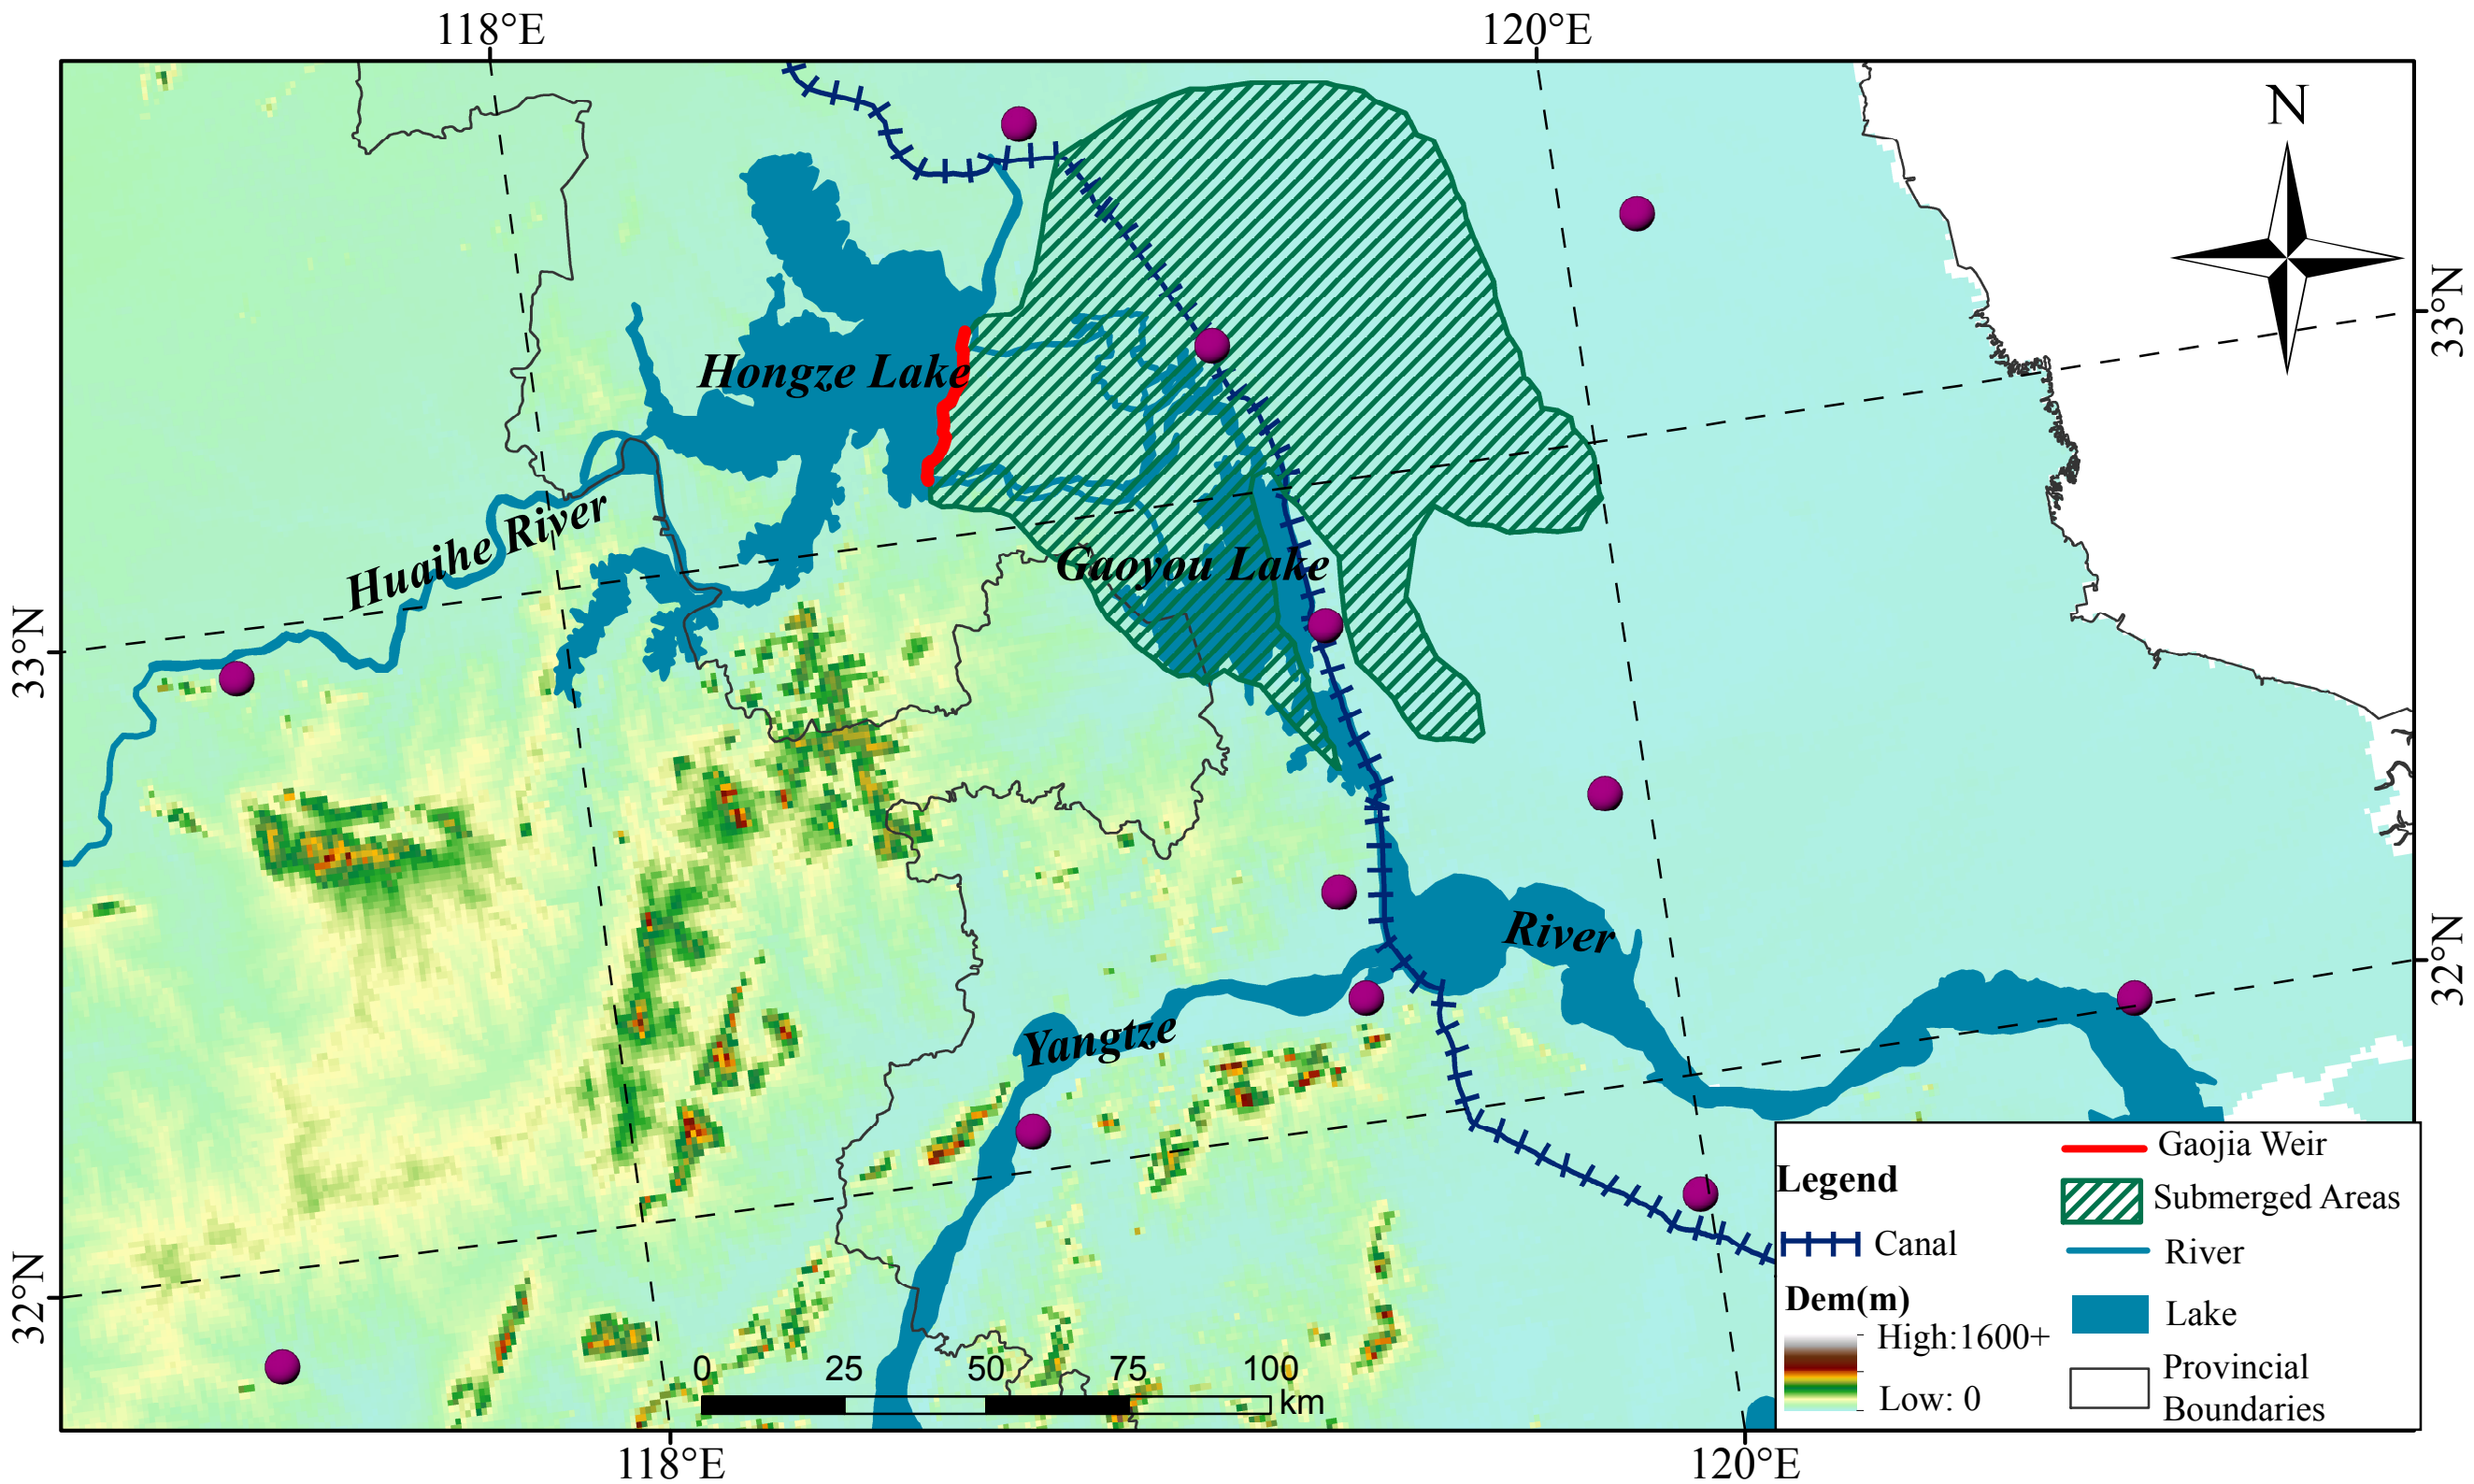 118°E
120°E
N
33°N
Hongze Lake
Huaihe River
Gaoyou Lake
33°N
River
32°N
Yangtze
32°N
Legend
Canal
Dem(m)
High:1600+
Low: 0
Gaojia Weir
Submerged Areas
River
Lake
Provincial
Boundaries
0 25 50 75 100
km
118°E
120°E